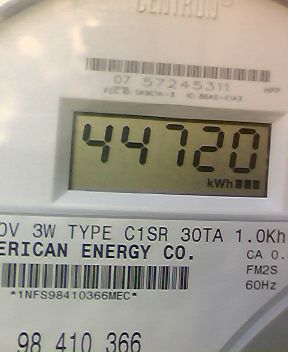 CENTRON®
07 57245311
44720
kWh
0V 3W TYPE C1SR 30TA 1.0Kh
ERICAN ENERGY CO.
CA 0.
FM2S
60Hz
*1NFS98410366MEC*
98 410 366